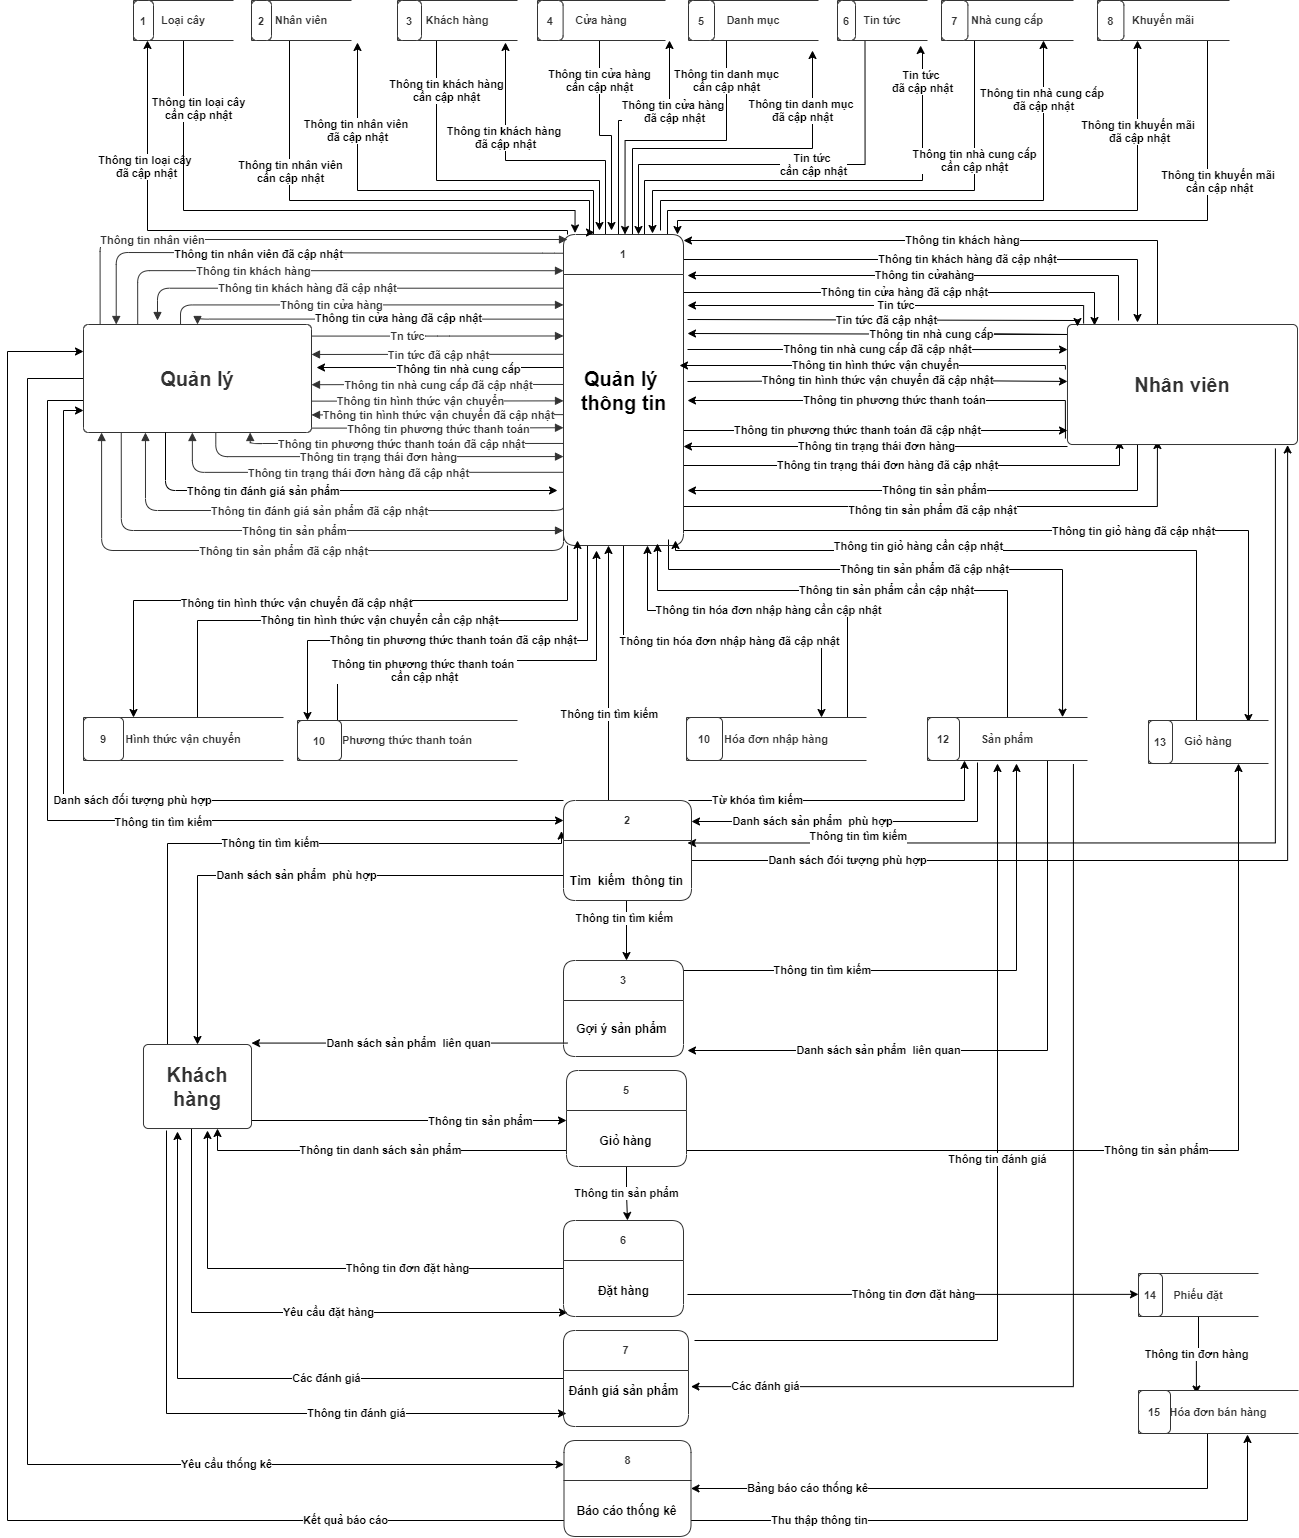 1 Loại cây
2 Nhân viên
3 Khách hàng
4 Cửa hàng
5 Danh mục
6 Tin tức
7 Nhà cung cấp
8 Khuyến mãi
Thông tin loại cây
cần cập nhật
Thông tin loại cây
đã cập nhật
Thông tin nhân viên
đã cập nhật
Thông tin nhân viên
cần cập nhật
Thông tin khách hàng
cần cập nhật
Thông tin khách hàng
đã cập nhật
Thông tin cửa hàng
cần cập nhật
Thông tin cửa hàng
đã cập nhật
Thông tin danh mục
cần cập nhật
Thông tin danh mục
đã cập nhật
Tin tức
cần cập nhật
Tin tức
đã cập nhật
Thông tin nhà cung cấp
đã cập nhật
Thông tin nhà cung cấp
cần cập nhật
Thông tin khuyến mãi
đã cập nhật
Thông tin khuyến mãi
cần cập nhật
Thông tin nhân viên
Thông tin nhân viên đã cập nhật
Thông tin khách hàng
Thông tin khách hàng đã cập nhật
Thông tin cửa hàng
Thông tin cửa hàng đã cập nhật
Tn tức
Tin tức đã cập nhật
Thông tin nhà cung cấp
Thông tin nhà cung cấp đã cập nhật
Thông tin hình thức vận chuyển
Thông tin hình thức vận chuyển đã cập nhật
Thông tin phương thức thanh toán
Thông tin phương thức thanh toán đã cập nhật
Thông tin trạng thái đơn hàng
Thông tin trạng thái đơn hàng đã cập nhật
Thông tin đánh giá sản phẩm
Thông tin đánh giá sản phẩm đã cập nhật
Thông tin sản phẩm
Thông tin sản phẩm đã cập nhật
Quản lý
1
Quản lý
thông tin
Nhân viên
Thông tin khách hàng
Thông tin khách hàng đã cập nhật
Thông tin cửahàng
Thông tin cửa hàng đã cập nhật
Tin tức
Tin tức đã cập nhật
Thông tin nhà cung cấp
Thông tin nhà cung cấp đã cập nhật
Thông tin hình thức vận chuyển
Thông tin hình thức vận chuyển đã cập nhật
Thông tin phương thức thanh toán
Thông tin phương thức thanh toán đã cập nhật
Thông tin trạng thái đơn hàng
Thông tin trạng thái đơn hàng đã cập nhật
Thông tin sản phẩm
Thông tin sản phẩm đã cập nhật
Thông tin giỏ hàng đã cập nhật
Thông tin giỏ hàng cần cập nhật
Thông tin sản phẩm đã cập nhật
Thông tin sản phẩm cần cập nhật
Thông tin hóa đơn nhập hàng cần cập nhật
Thông tin hóa đơn nhập hàng đã cập nhật
Thông tin hình thức vận chuyển đã cập nhật
Thông tin hình thức vận chuyển cần cập nhật
Thông tin phương thức thanh toán đã cập nhật
Thông tin phương thức thanh toán
cần cập nhật
Thông tin tìm kiếm
9 Hình thức vận chuyển
10 Phương thức thanh toán
10 Hóa đơn nhập hàng
12 Sản phẩm
13 Giỏ hàng
Danh sách đối tượng phù hợp
Thông tin tìm kiếm
Thông tin tìm kiếm
Danh sách sản phẩm phù hợp
2
Tìm kiếm thông tin
Từ khóa tìm kiếm
Danh sách sản phẩm phù hợp
Thông tin tìm kiếm
Danh sách đói tượng phù hợp
Thông tin tìm kiếm
3
Gợi ý sản phẩm
Thông tin tìm kiếm
Danh sách sản phẩm liên quan
Danh sách sản phẩm liên quan
Khách
hàng
5
Giỏ hàng
Thông tin sản phẩm
Thông tin danh sách sản phẩm
Thông tin sản phẩm
Thông tin đánh giá
Thông tin sản phẩm
6
Đặt hàng
Thông tin đơn đặt hàng
Yêu cầu đặt hàng
Thông tin đơn đặt hàng
14 Phiếu đặt
Thông tin đơn hàng
7
Đánh giá sản phẩm
Các đánh giá
Thông tin đánh giá
Các đánh giá
15 Hóa đơn bán hàng
8
Báo cáo thống kê
Yêu cầu thống kê
Kết quả báo cáo
Bảng báo cáo thống kê
Thu thập thông tin